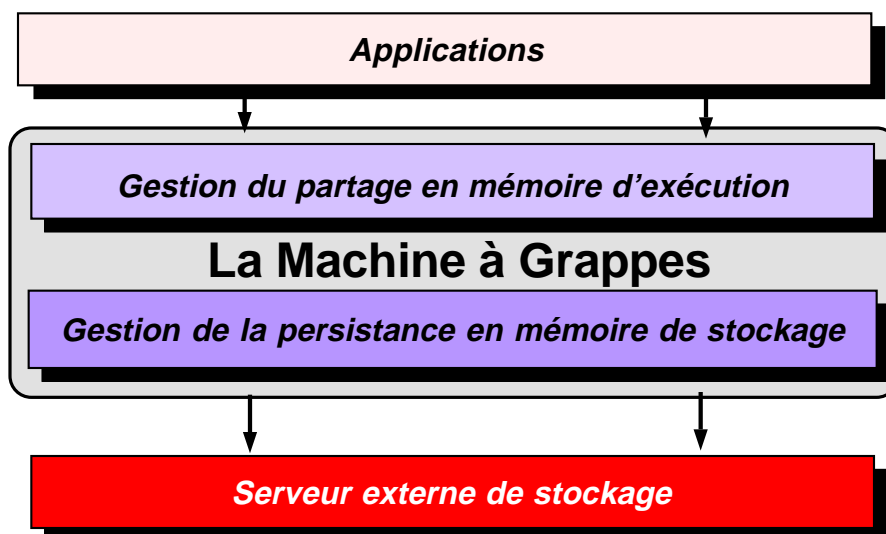 Applications
Gestion du partage en mémoire d'exécution
La Machine à Grappes
Gestion de la persistance en mémoire de stockage
Serveur externe de stockage